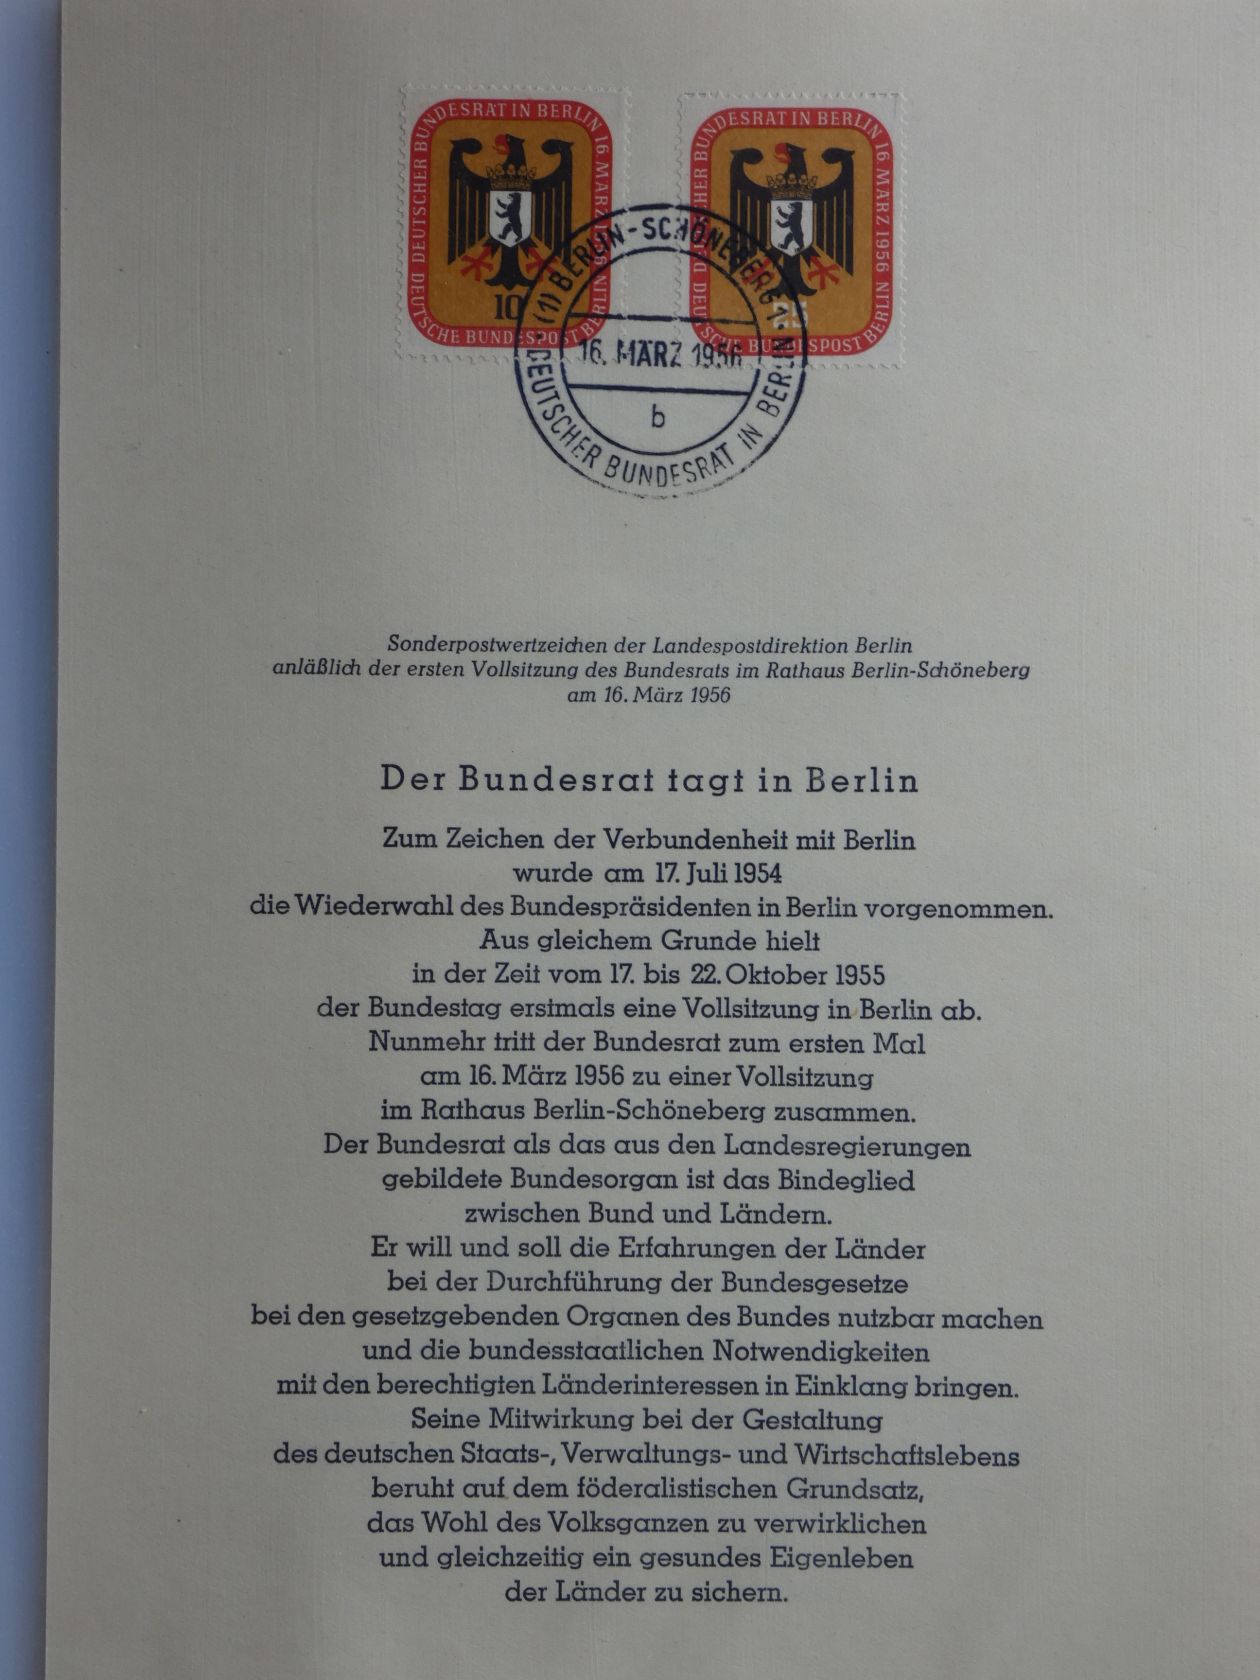 DEUTSCHER BUNDESRAT IN BERLIN 16. MÄRZ 1956
DEUTSCHE BUNDESPOST BERLIN
10
DEUTSCHER BUNDESRAT IN BERLIN 16. MÄRZ 1956
DEUTSCHE BUNDESPOST BERLIN
25
(1) BERLIN-SCHÖNEBERG 1
16. MÄRZ 1956
b
DEUTSCHER BUNDESRAT IN BERLIN
Sonderpostwertzeichen der Landespostdirektion Berlin
anläßlich der ersten Vollsitzung des Bundesrats im Rathaus Berlin-Schöneberg
am 16. März 1956
Der Bundesrat tagt in Berlin
Zum Zeichen der Verbundenheit mit Berlin
wurde am 17. Juli 1954
die Wiederwahl des Bundespräsidenten in Berlin vorgenommen.
Aus gleichem Grunde hielt
in der Zeit vom 17. bis 22. Oktober 1955
der Bundestag erstmals eine Vollsitzung in Berlin ab.
Nunmehr tritt der Bundesrat zum ersten Mal
am 16. März 1956 zu einer Vollsitzung
im Rathaus Berlin-Schöneberg zusammen.
Der Bundesrat als das aus den Landesregierungen
gebildete Bundesorgan ist das Bindeglied
zwischen Bund und Ländern.
Er will und soll die Erfahrungen der Länder
bei der Durchführung der Bundesgesetze
bei den gesetzgebenden Organen des Bundes nutzbar machen
und die bundesstaatlichen Notwendigkeiten
mit den berechtigten Länderinteressen in Einklang bringen.
Seine Mitwirkung bei der Gestaltung
des deutschen Staats-, Verwaltungs- und Wirtschaftslebens
beruht auf dem föderalistischen Grundsatz,
das Wohl des Volksganzen zu verwirklichen
und gleichzeitig ein gesundes Eigenleben
der Länder zu sichern.